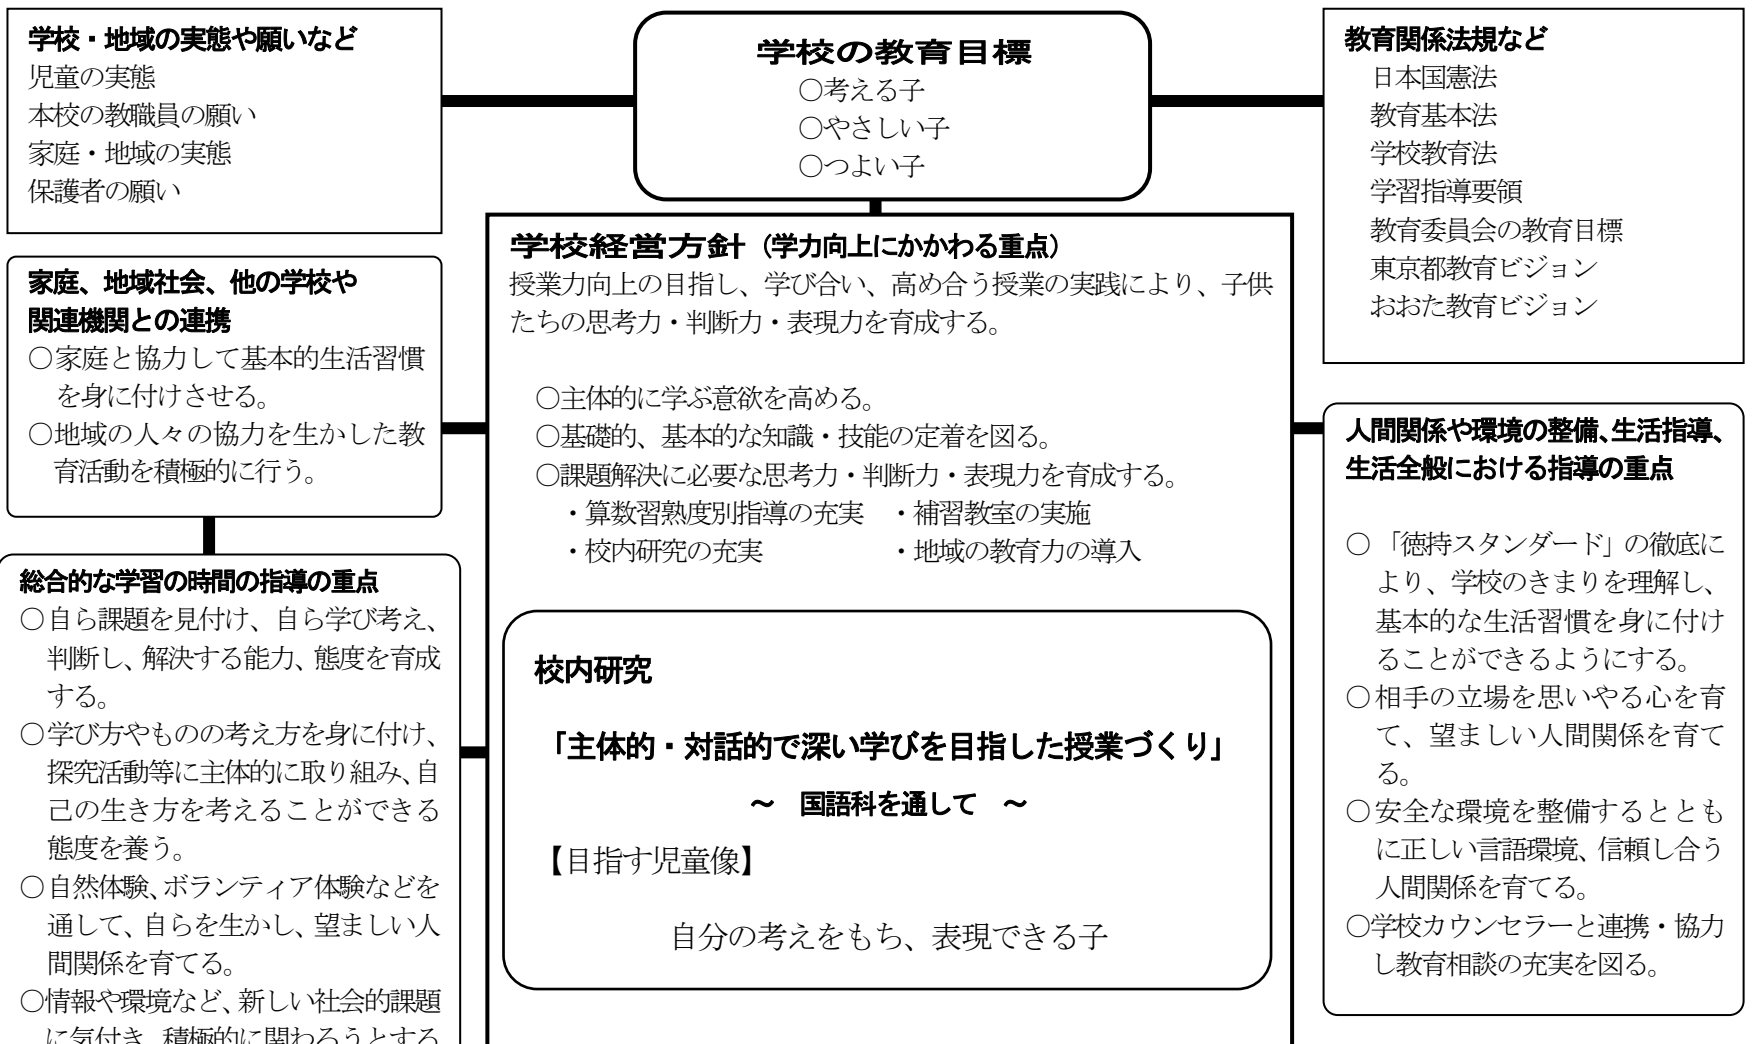 学校・地域の実態や願いなど
児童の実態
本校の教職員の願い
家庭・地域の実態
保護者の願い
学校の教育目標
○考える子
○やさしい子
○つよい子
教育関係法規など
日本国憲法
教育基本法
学校教育法
学習指導要領
教育委員会の教育目標
東京都教育ビジョン
おおた教育ビジョン
家庭、地域社会、他の学校や
関連機関との連携
○家庭と協力して基本的生活習慣
を身に付けさせる。
○地域の人々の協力を生かした教
育活動を積極的に行う。
学校経営方針（学力向上にかかわる重点）
授業力向上の目指し、学び合い、高め合う授業の実践により、子供
たちの思考力・判断力・表現力を育成する。
○主体的に学ぶ意欲を高める。
○基礎的、基本的な知識・技能の定着を図る。
○課題解決に必要な思考力・判断力・表現力を育成する。
・算数習熟度別指導の充実　・補習教室の実施
・校内研究の充実　・地域の教育力の導入
校内研究
「主体的・対話的で深い学びを目指した授業づくり」
～　国語科を通して　～
【目指す児童像】
自分の考えをもち、表現できる子
人間関係や環境の整備、生活指導、
生活全般における指導の重点
○「徳持スタンダード」の徹底に
より、学校のきまりを理解し、
基本的な生活習慣を身に付け
ることができるようにする。
○相手の立場を思いやる心を育
て、望ましい人間関係を育て
る。
○安全な環境を整備するととも
に正しい言語環境、信頼し合う
人間関係を育てる。
○学校カウンセラーと連携・協力
し教育相談の充実を図る。
総合的な学習の時間の指導の重点
○自ら課題を見付け、自ら学び考え、
判断し、解決する能力、態度を育成
する。
○学び方やものの考え方を身に付け、
探究活動等に主体的に取り組み、自
己の生き方を考えることができる
態度を養う。
○自然体験、ボランティア体験などを
通して、自らを生かし、望ましい人
間関係を育てる。
○情報や環境など、新しい社会的課題
に気付き、積極的に関わろうとする